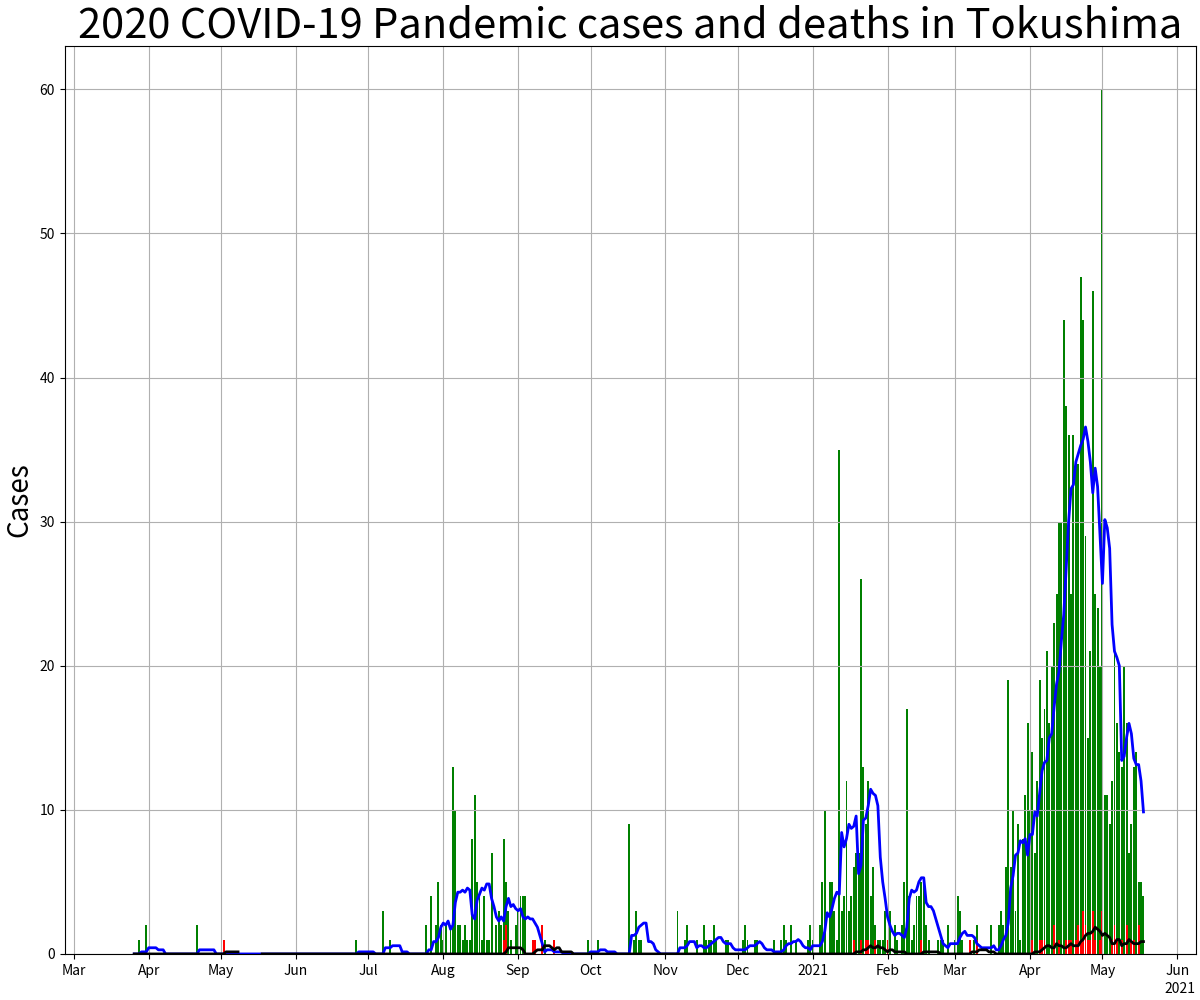 2020 COVID-19 Pandemic cases and deaths in Tokushima
60
50
40
30
20
10
0
Cases
Mar Apr May Jun Jul Aug Sep Oct Nov Dec 2021 Feb Mar Apr May Jun
2021